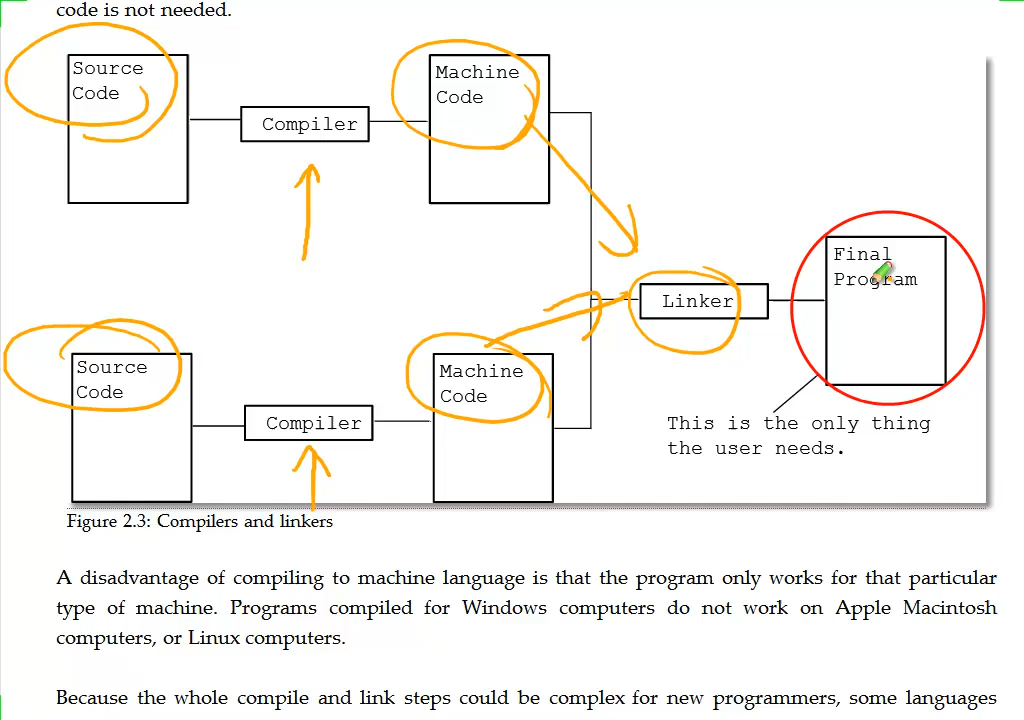 code is not needed.
Source
Code
Compiler
Machine
Code
Source
Code
Compiler
Machine
Code
Linker
Final
Program
This is the only thing
the user needs.
Figure 2.3: Compilers and linkers
A disadvantage of compiling to machine language is that the program only works for that particular
type of machine. Programs compiled for Windows computers do not work on Apple Macintosh
computers, or Linux computers.
Because the whole compile and link steps could be complex for new programmers, some languages